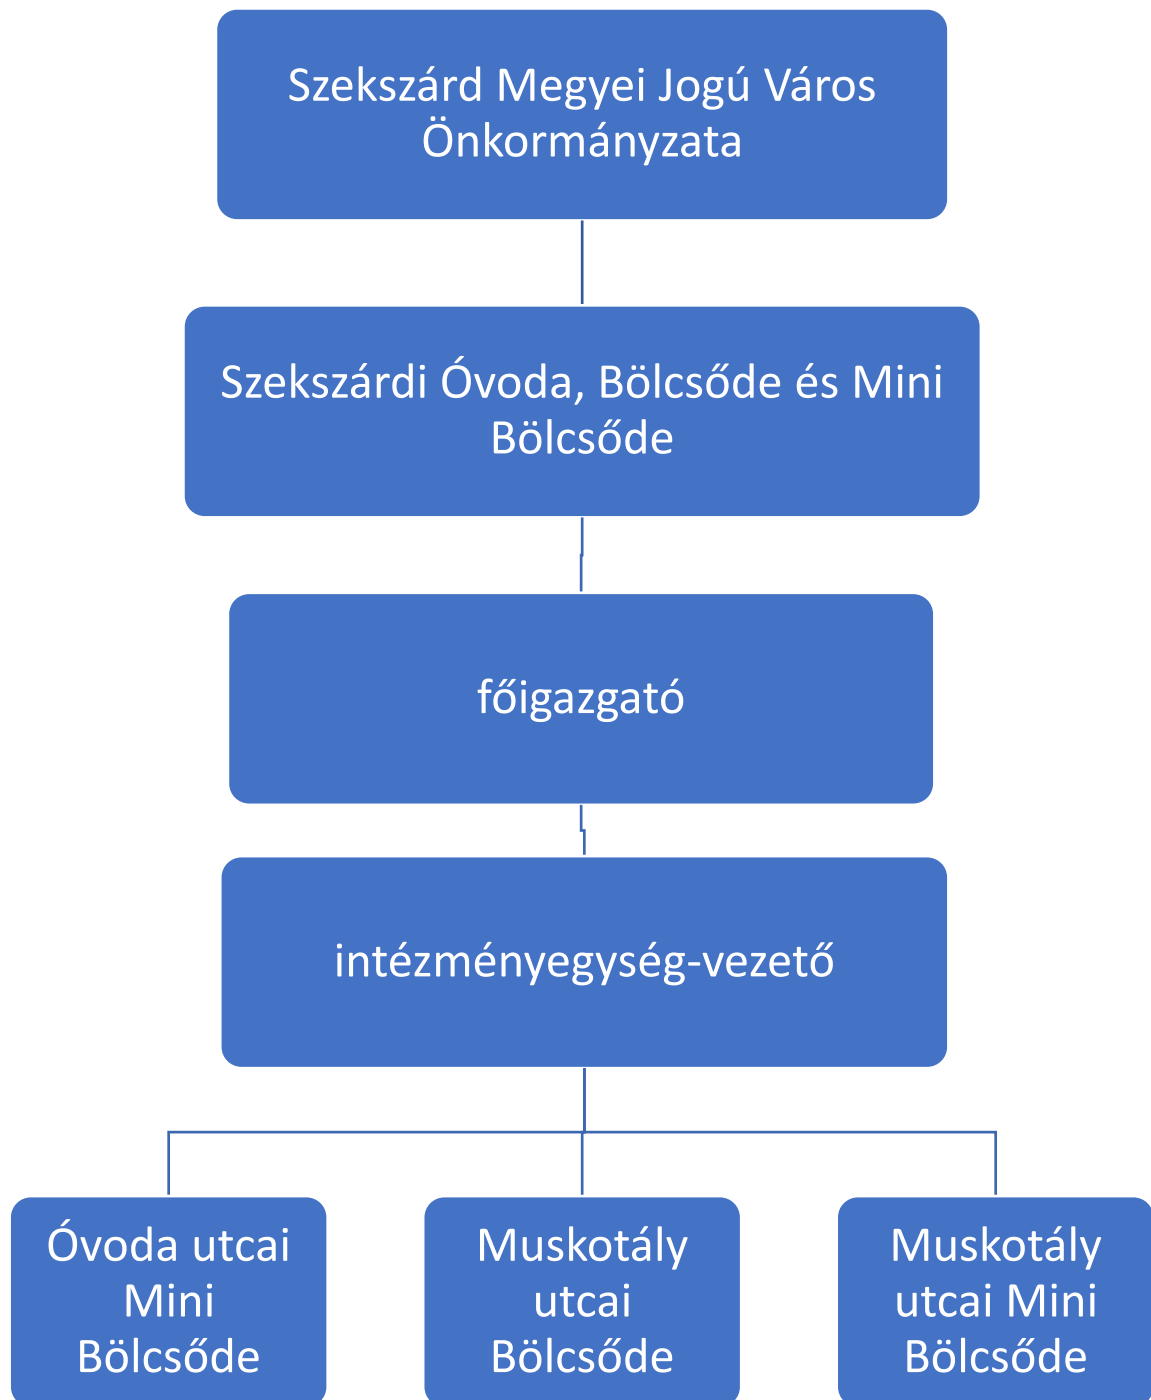 Szekszárd Megyei Jogú Város
Önkormányzata
Szekszárdi Óvoda, Bölcsőde és Mini
Bölcsőde
főigazgató
intézményegység-vezető
Óvoda utcai
Mini
Bölcsőde
Muskotály
utcai
Bölcsőde
Muskotály
utcai Mini
Bölcsőde